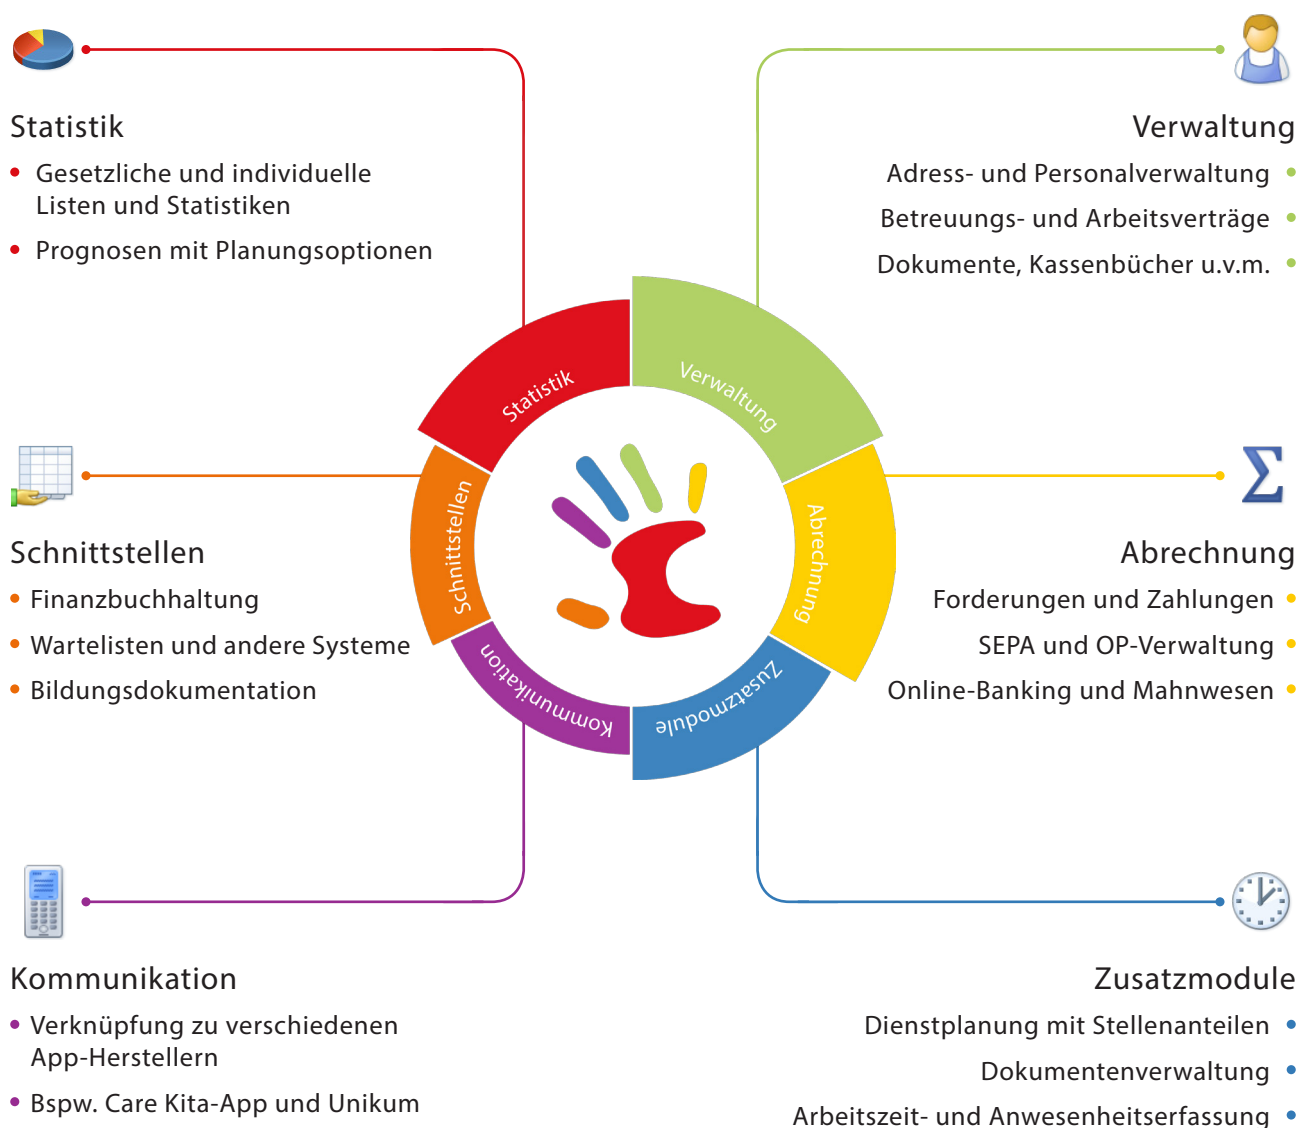 Statistik
• Gesetzliche und individuelle
Listen und Statistiken
• Prognosen mit Planungsoptionen
Verwaltung
Adress- und Personalverwaltung •
Betreuungs- und Arbeitsverträge •
Dokumente, Kassenbücher u.v.m. •
Statistik
Verwaltung
Schnittstellen
Abrechnung
Kommunikation
Zusatzmodule
Schnittstellen
• Finanzbuchhaltung
• Wartelisten und andere Systeme
• Bildungsdokumentation
Σ
Abrechnung
Forderungen und Zahlungen •
SEPA und OP-Verwaltung •
Online-Banking und Mahnwesen •
Kommunikation
• Verknüpfung zu verschiedenen
App-Herstellern
• Bspw. Care Kita-App und Unikum
Zusatzmodule
Dienstplanung mit Stellenanteilen •
Dokumentenverwaltung •
Arbeitszeit- und Anwesenheitserfassung •